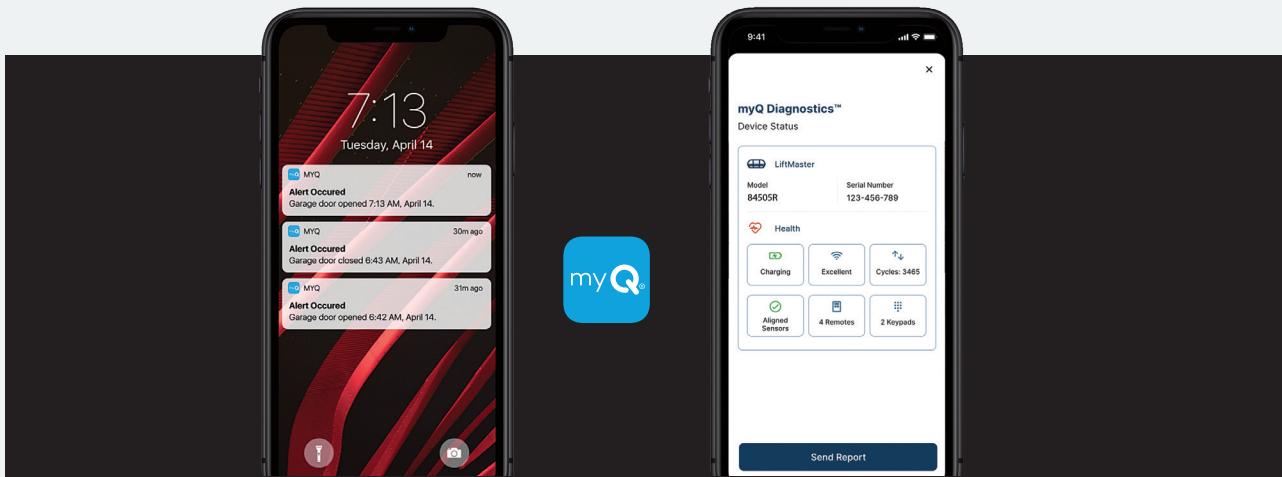 7:13
Tuesday, April 14
MYQ now
Alert Occured
Garage door opened 7:13 AM, April 14.
MYQ 30m ago
Alert Occured
Garage door closed 6:43 AM, April 14.
MYQ 31m ago
Alert Occured
Garage door opened 6:42 AM, April 14.
myQ®
9:41
myQ Diagnostics™
Device Status
LiftMaster
Model Serial Number
84505R 123-456-789
Health
Charging Excellent Cycles: 3465
Aligned
Sensors 4 Remotes 2 Keypads
Send Report